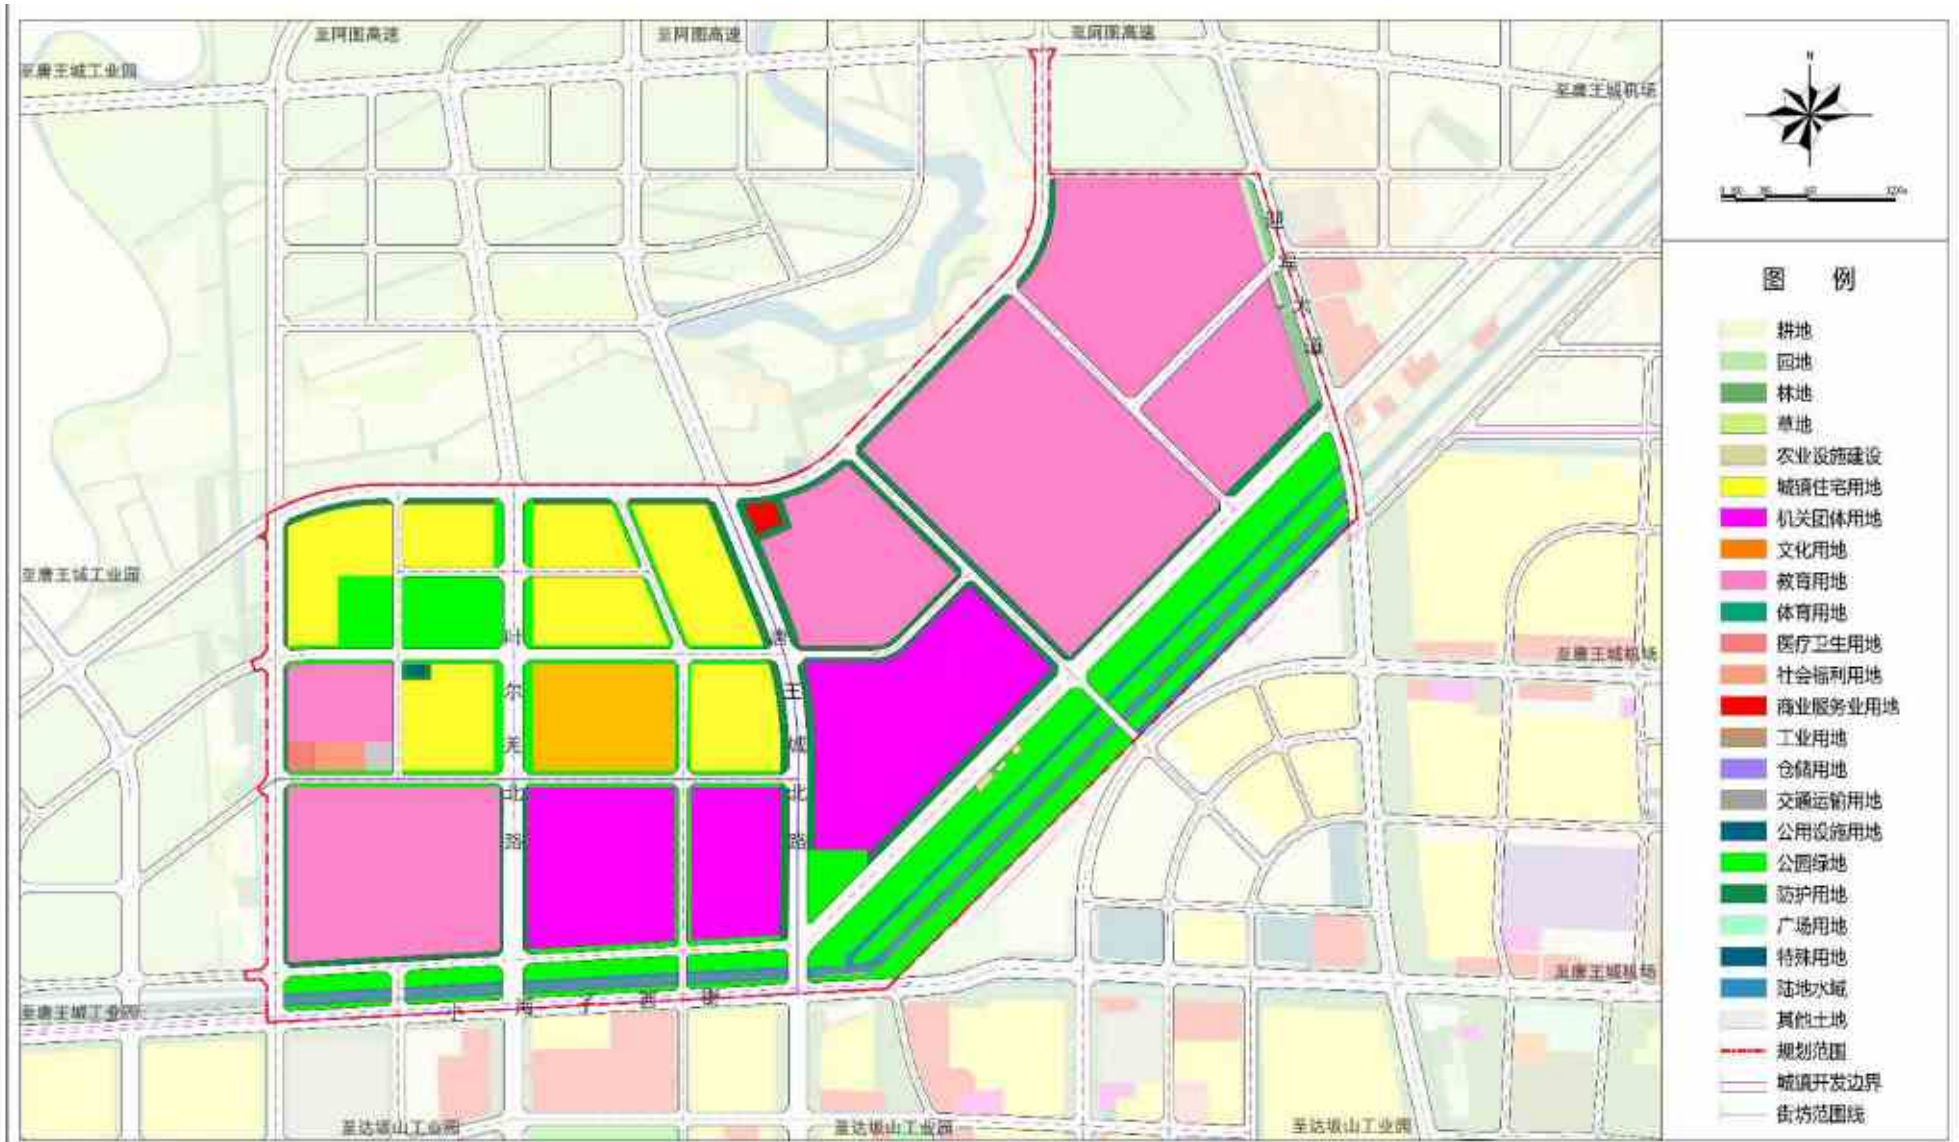 至阿图高速
至阿图高速
至阿图高速
至唐王城工业园
至唐王城机场
N
迎
宾
大
道
至唐王城工业园
叶
尔
羌
北
路
唐
王
城
北
路
至唐王城机场
至唐王城机场
至唐王城工业园
上
海
子
西
街
至达坂山工业园
至达坂山工业园
至达坂山工业园
图 例
耕地
园地
林地
草地
农业设施建设
城镇住宅用地
机关团体用地
文化用地
教育用地
体育用地
医疗卫生用地
社会福利用地
商业服务业用地
工业用地
仓储用地
交通运输用地
公用设施用地
公园绿地
防护用地
广场用地
特殊用地
陆地水域
其他土地
规划范围
城镇开发边界
街坊范围线